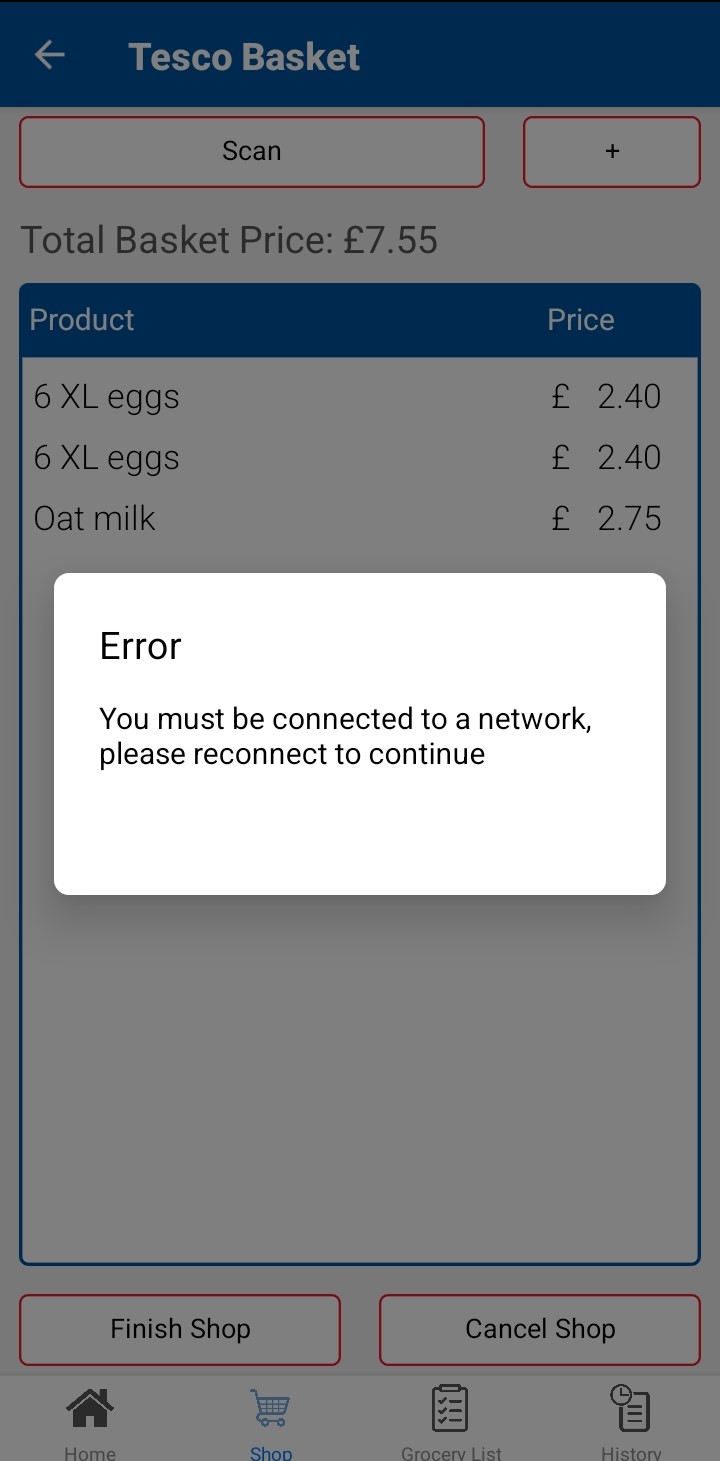 Tesco Basket
Scan +
Total Basket Price: £7.55
Product Price
6 XL eggs £ 2.40
6 XL eggs £ 2.40
Oat milk £ 2.75
Error
You must be connected to a network,
please reconnect to continue
Finish Shop Cancel Shop
Home Shop Grocery List History